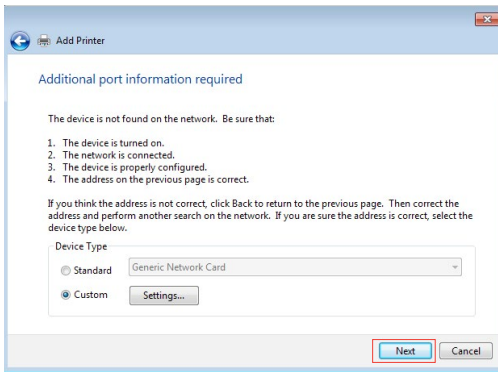 Add Printer
Additional port information required
The device is not found on the network. Be sure that:
1. The device is turned on.
2. The network is connected.
3. The device is properly configured.
4. The address on the previous page is correct.
If you think the address is not correct, click Back to return to the previous page. Then correct the
address and perform another search on the network. If you are sure the address is correct, select the
device type below.
Device Type
Standard Generic Network Card
Custom Settings...
Next Cancel